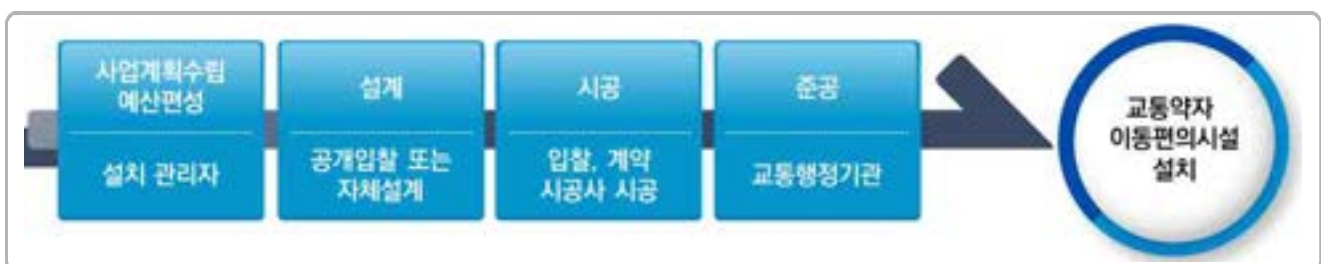 사업계획수립
예산편성
설치 관리자
설계
공개입찰 또는
자체설계
시공
입찰, 계약
시공사 시공
준공
교통행정기관
교통약자
이동편의시설
설치